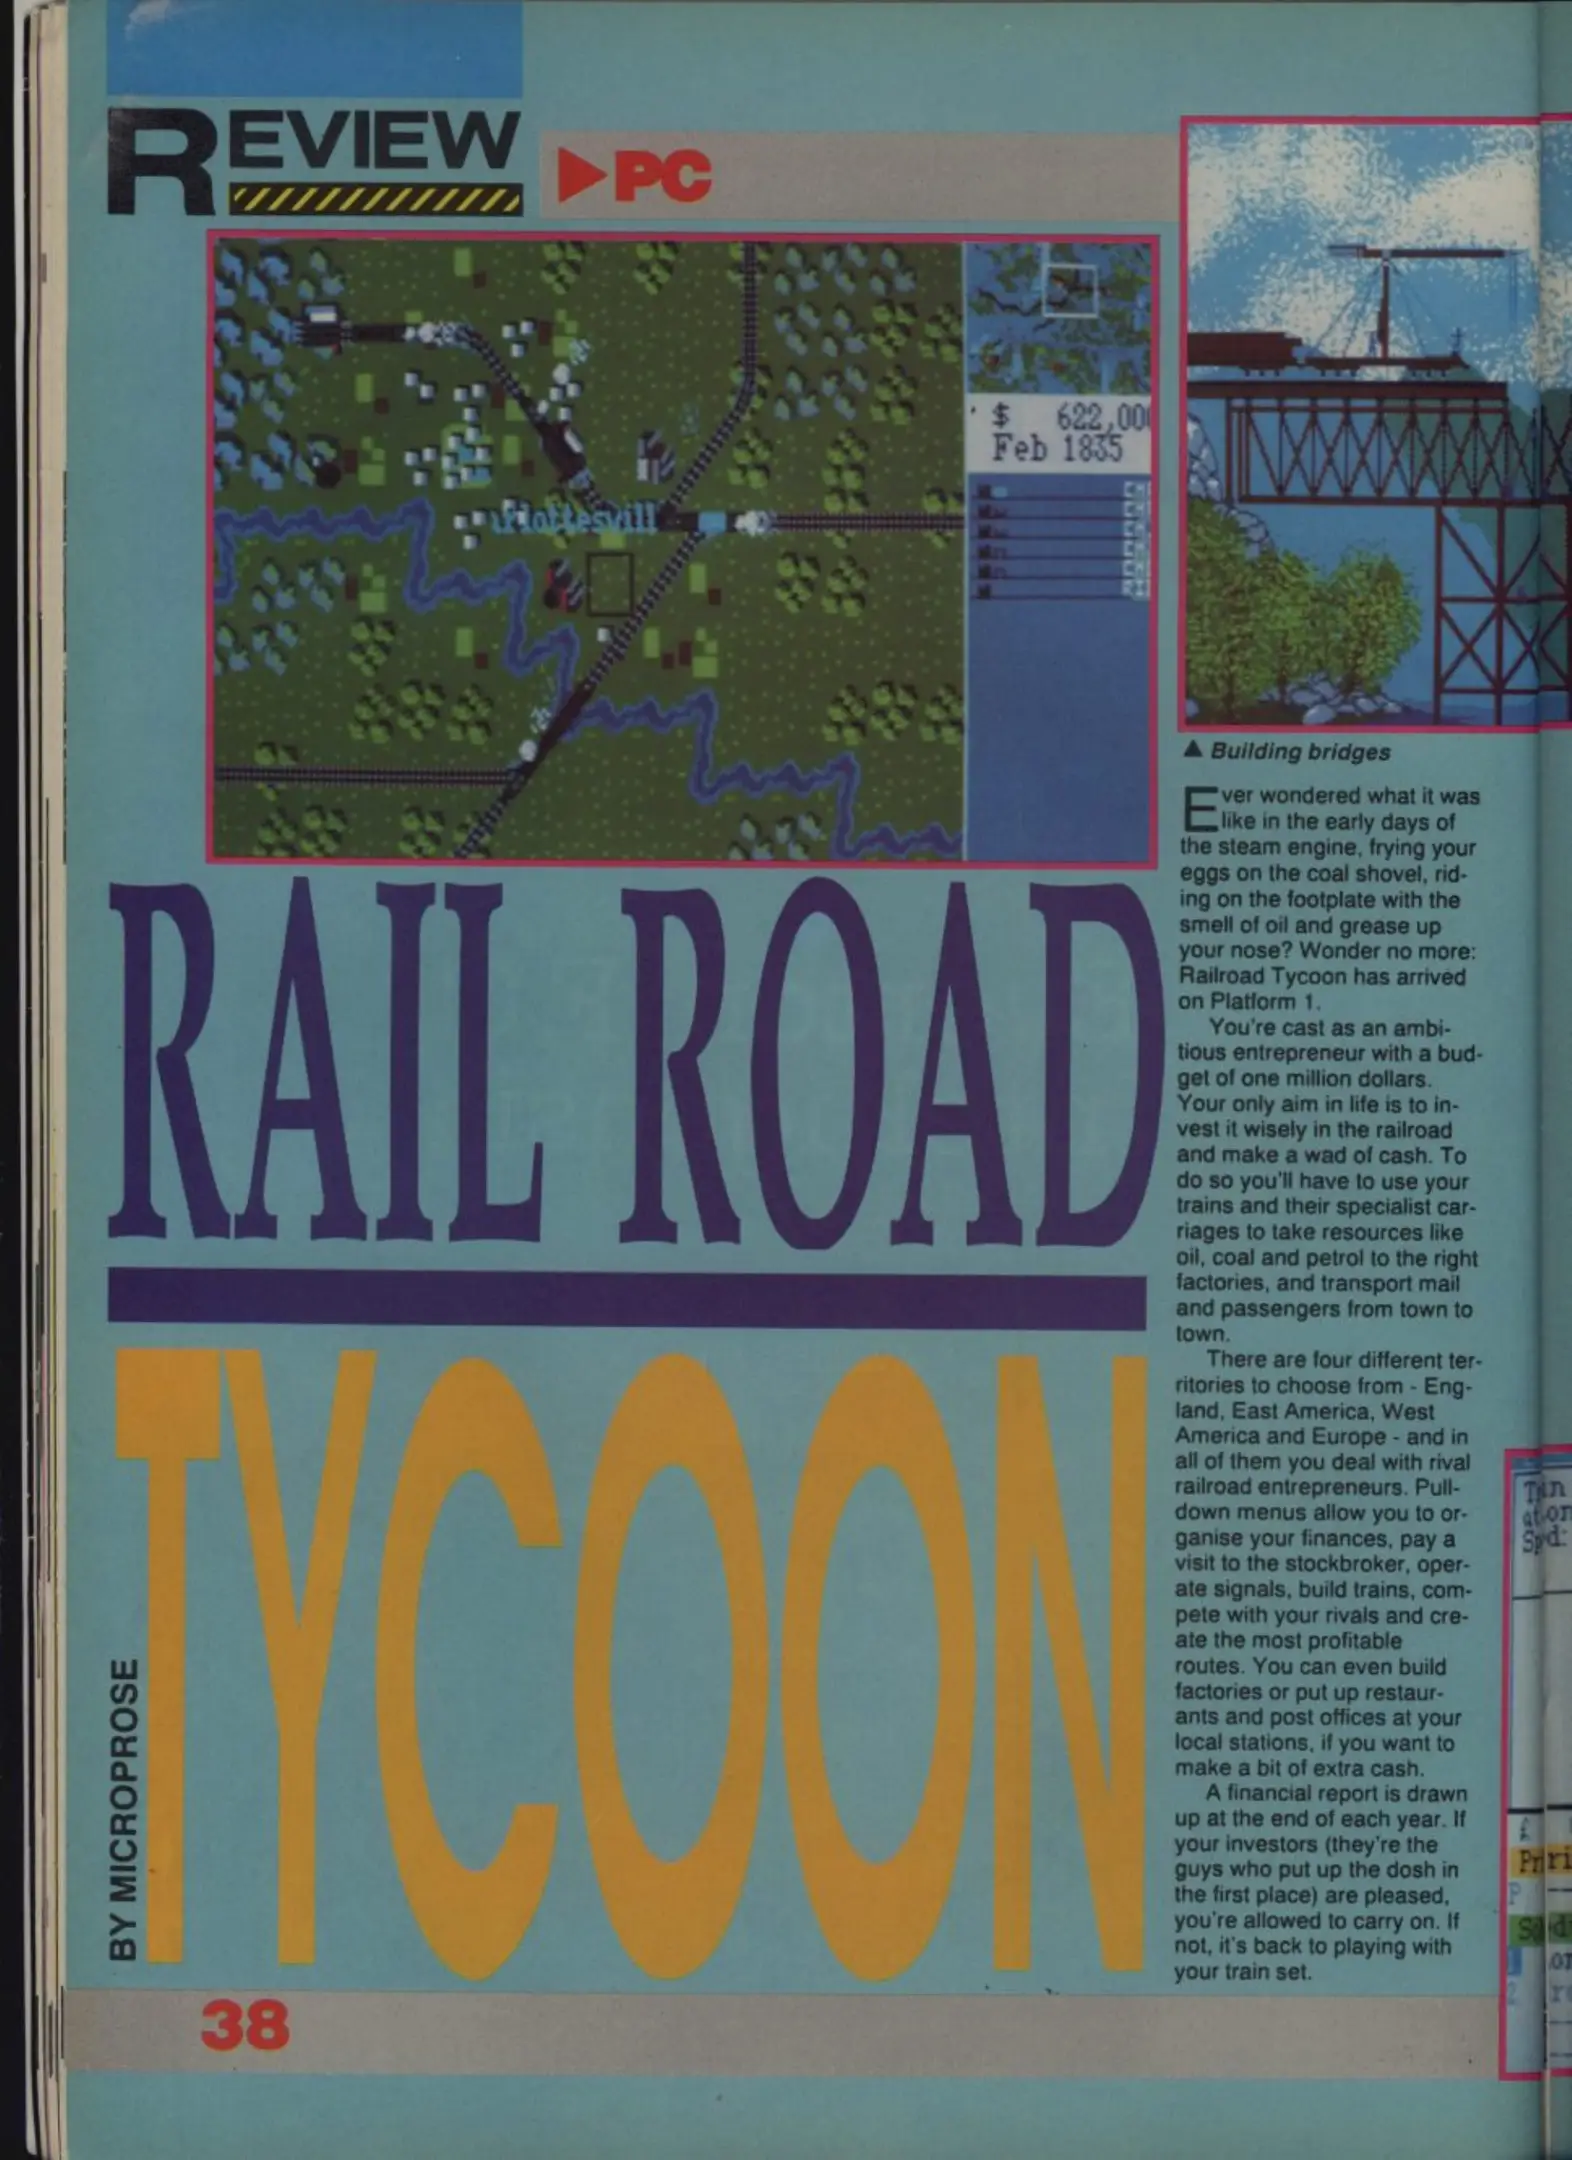 REVIEW
PC
$ 622,00
Feb 1835
RAIL ROAD
TYCOON
BY MICROPROSE
▲ Building bridges
Ever wondered what it was
like in the early days of
the steam engine, frying your
eggs on the coal shovel, rid-
ing on the footplate with the
smell of oil and grease up
your nose? Wonder no more:
Railroad Tycoon has arrived
on Platform 1.
You're cast as an ambi-
tious entrepreneur with a bud-
get of one million dollars.
Your only aim in life is to in-
vest it wisely in the railroad
and make a wad of cash. To
do so you'll have to use your
trains and their specialist car-
riages to take resources like
oil, coal and petrol to the right
factories, and transport mail
and passengers from town to
town.
There are four different ter-
ritories to choose from - Eng-
land, East America, West
America and Europe - and in
all of them you deal with rival
railroad entrepreneurs. Pull-
down menus allow you to or-
ganise your finances, pay a
visit to the stockbroker, oper-
ate signals, build trains, com-
pete with your rivals and cre-
ate the most profitable
routes. You can even build
factories or put up restaur-
ants and post offices at your
local stations, if you want to
make a bit of extra cash.
A financial report is drawn
up at the end of each year. If
your investors (they're the
guys who put up the dosh in
the first place) are pleased,
you're allowed to carry on. If
not, it's back to playing with
your train set.
38